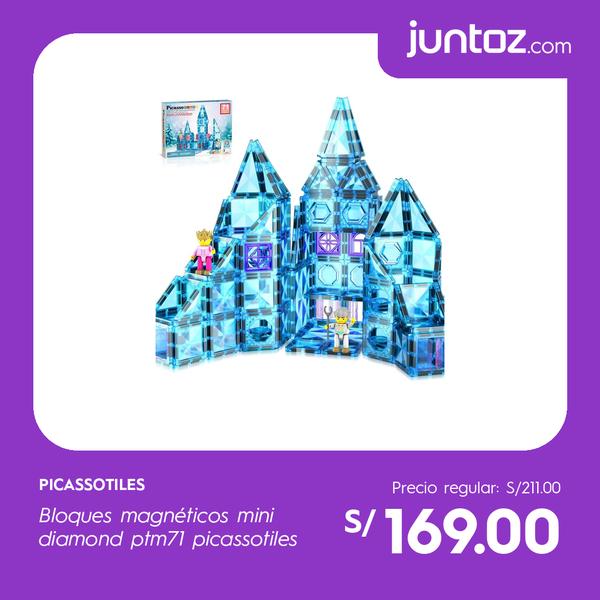 juntoz.com
PICASSOTILES
Bloques magnéticos mini
diamond ptm71 picassotiles
Precio regular: S/211.00
S/169.00